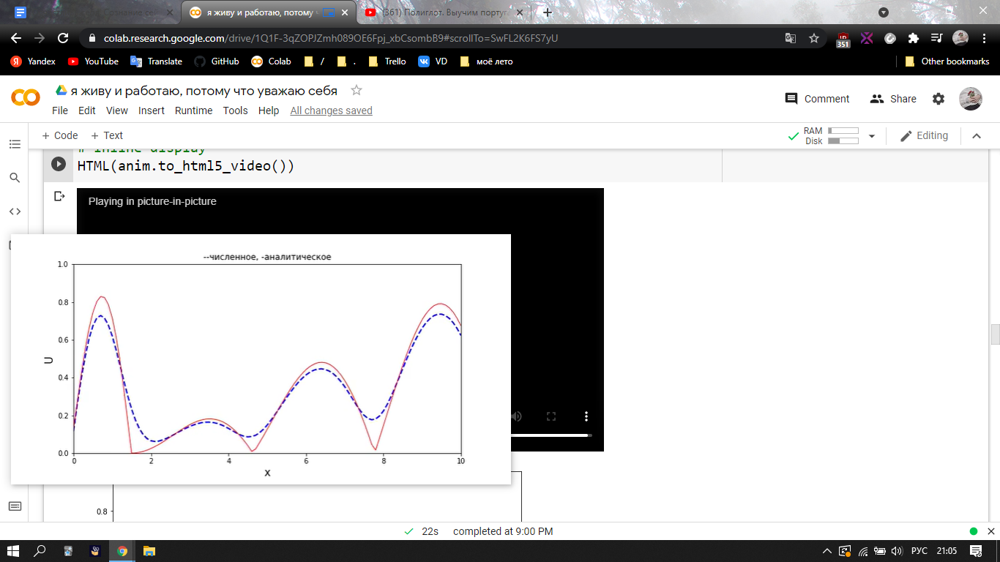 я живу и работаю, потому
(361) Полиглот. Выучим португ
colab.research.google.com/drive/1Q1F-3qZOPJZmh089OE6Fpj_xbCsombB9#scrollTo=SwFL2K6FS7yU
351
Yandex YouTube Translate GitHub Colab / . Trello VD моё лето Other bookmarks
я живу и работаю, потому что уважаю себя
Comment Share
File Edit View Insert Runtime Tools Help All changes saved
+ Code + Text
RAM
Disk
Editing
# inline display
HTML(anim.to_html5_video())
Playing in picture-in-picture
--численное, -аналитическое
1.0
0.8
0.6
0.4
0.2
0.0
U
0 2 4 6 8 10
X
0.8
22s completed at 9:00 PM
РУС 21:05